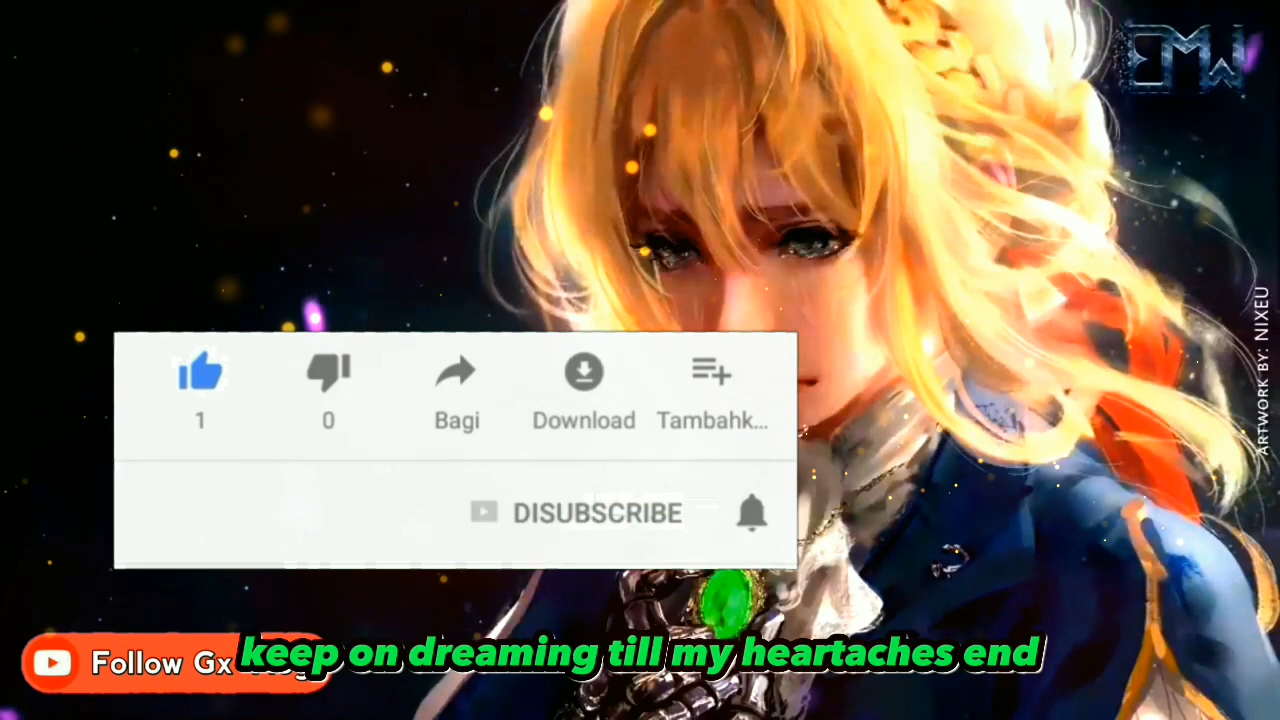 EMW
ARTWORK BY: NIXEU
1
0
Bagi
Download
Tambahk...
DISUBSCRIBE
Follow Gx
keep on dreaming till my heartaches end